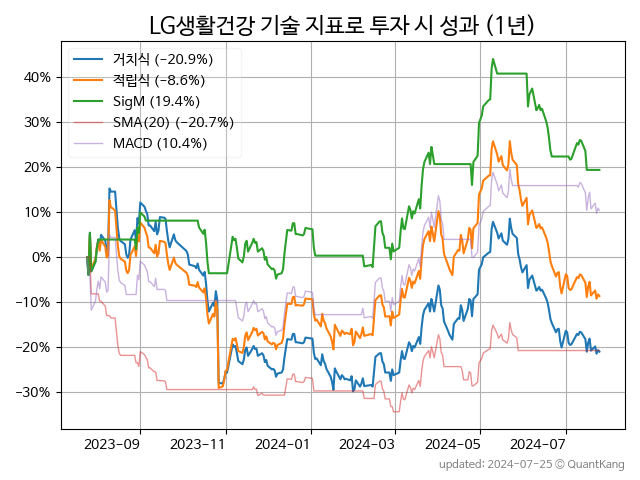 LG생활건강 기술 지표로 투자 시 성과 (1년)
거치식 (−20.9%)
적립식 (−8.6%)
SigM (19.4%)
SMA(20) (−20.7%)
MACD (10.4%)
40%
30%
20%
10%
0%
−10%
−20%
−30%
2023-09 2023-11 2024-01 2024-03 2024-05 2024-07
updated: 2024-07-25 © QuantKang